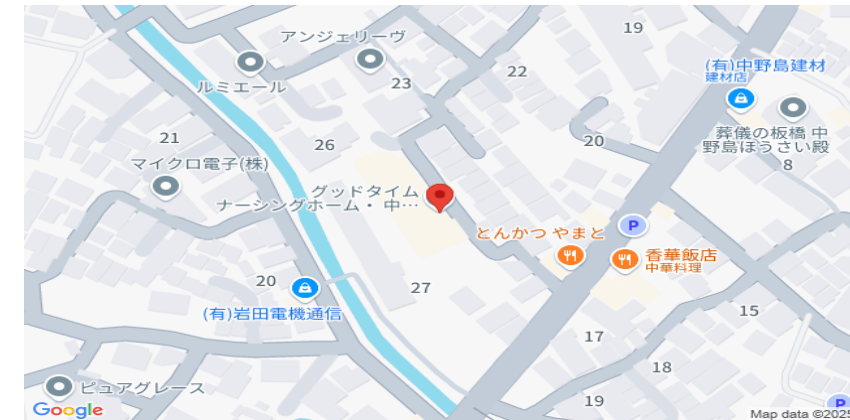 アンジェリーヴ
ルミエール
23
22
19
(有)中野島建材
建材店
葬儀の板橋 中
野島ほうさい殿
8
21
26
20
マイクロ電子(株)
グッドタイム
ナーシングホーム・ 中…
とんかつ やまと
P
香華飯店
中華料理
20
27
(有)岩田電機通信
15
17
18
19
ピュアグレース
P
Google
Map data ©2025